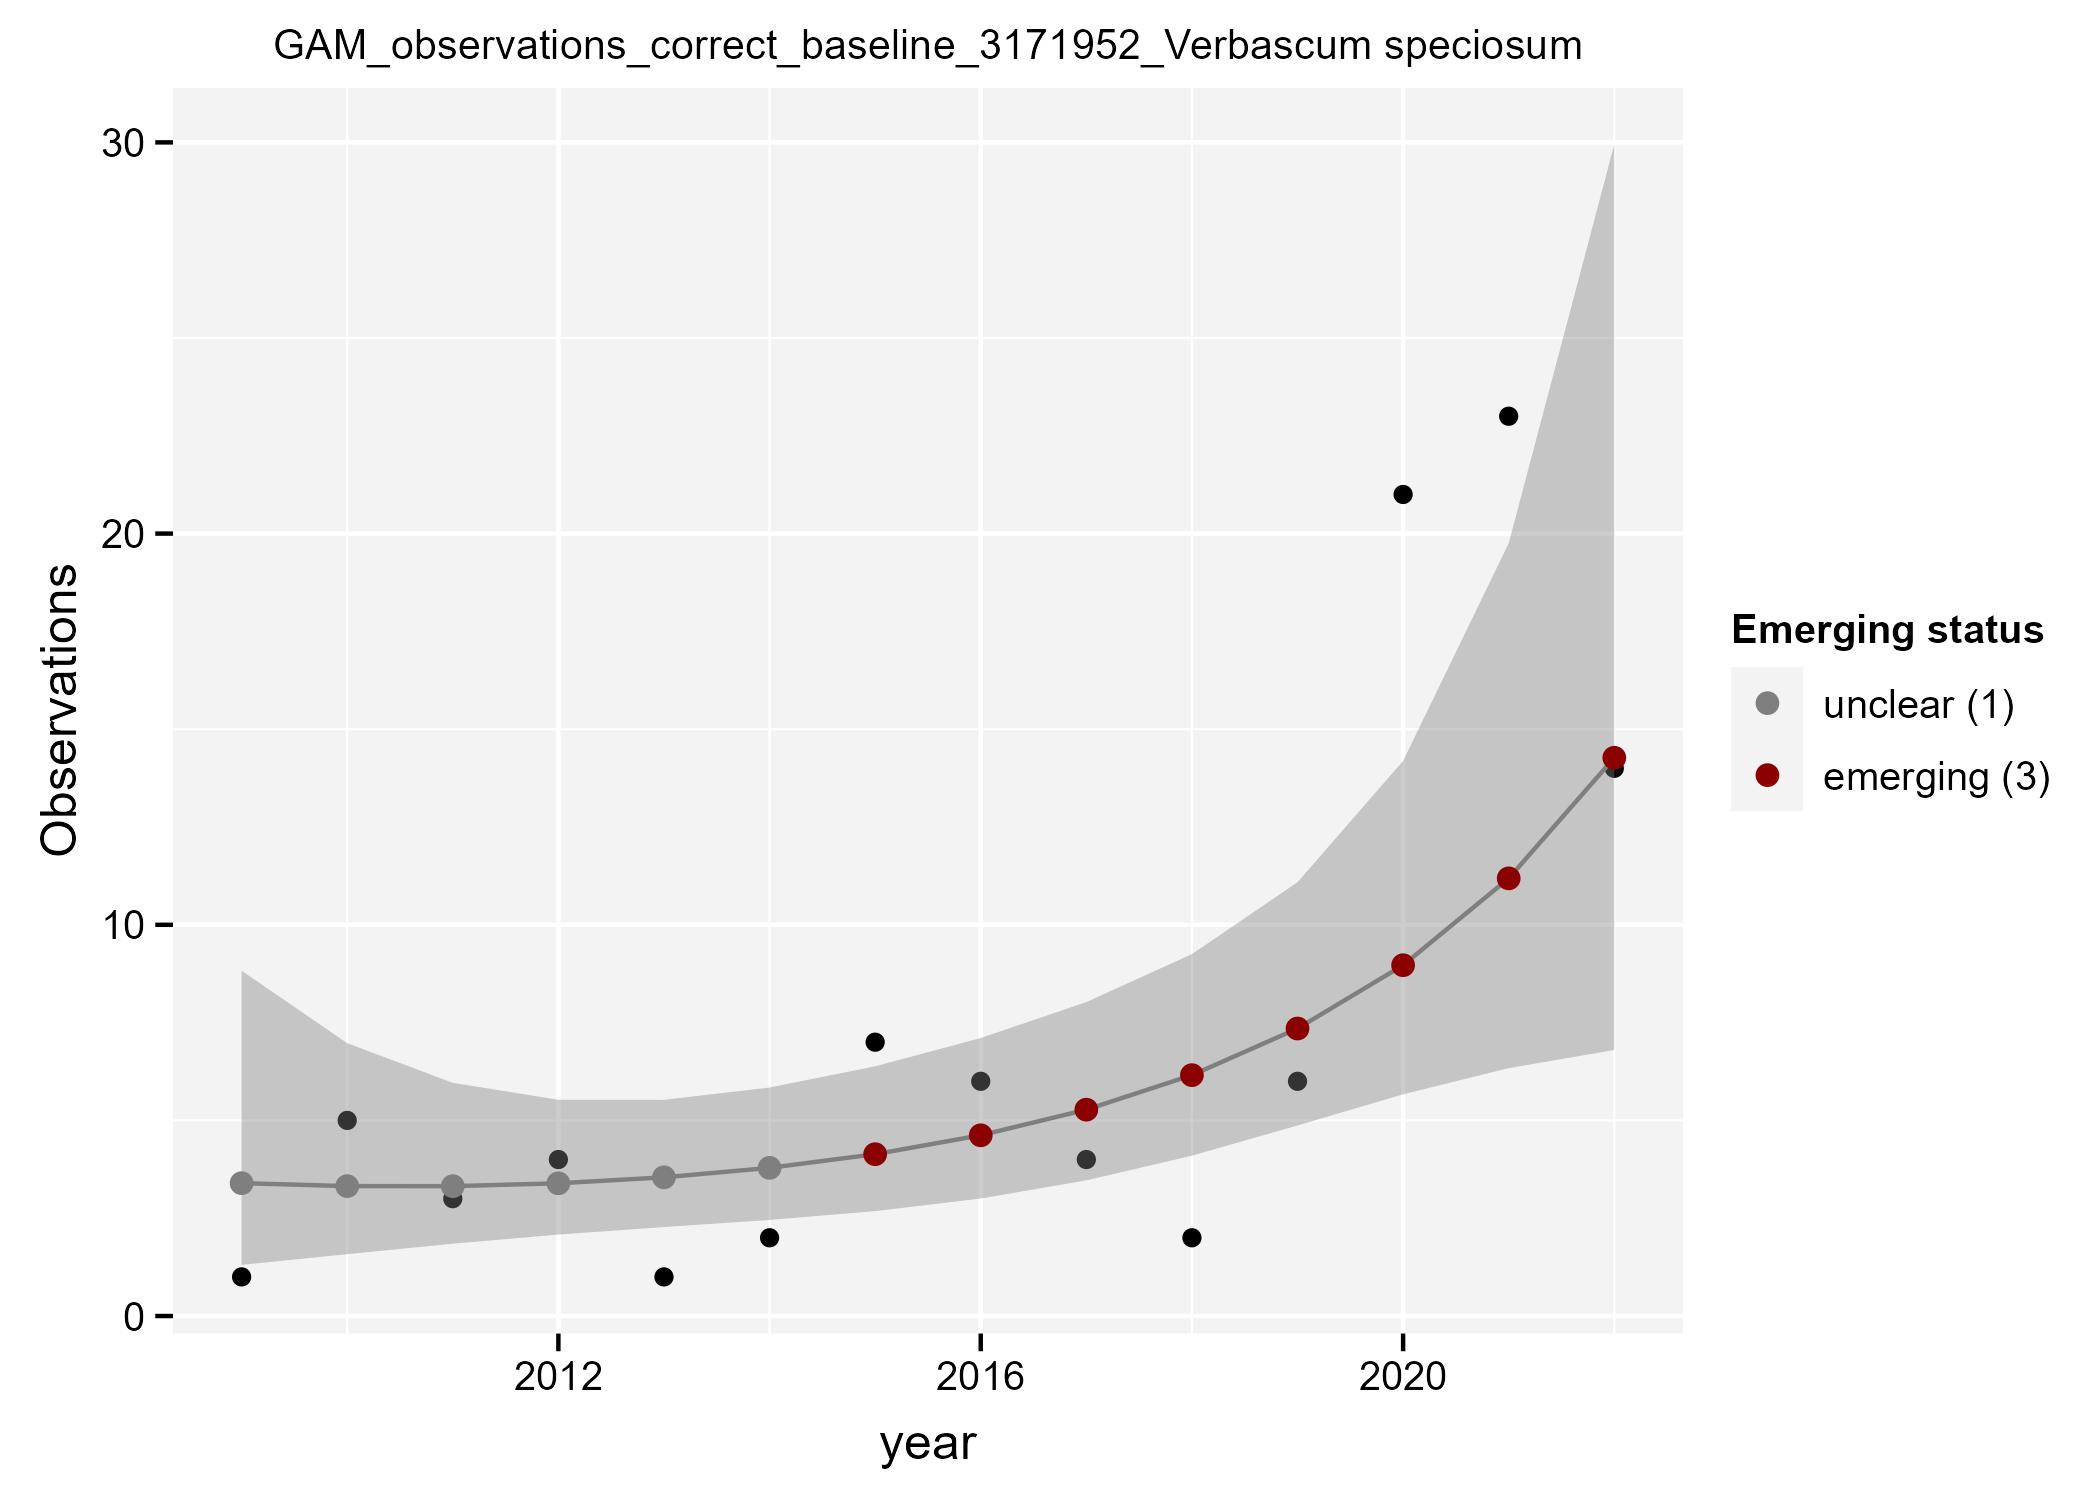 GAM_observations_correct_baseline_3171952_Verbascum speciosum
Observations
30
20
10
0
2012
2016
2020
year
Emerging status
unclear (1)
emerging (3)